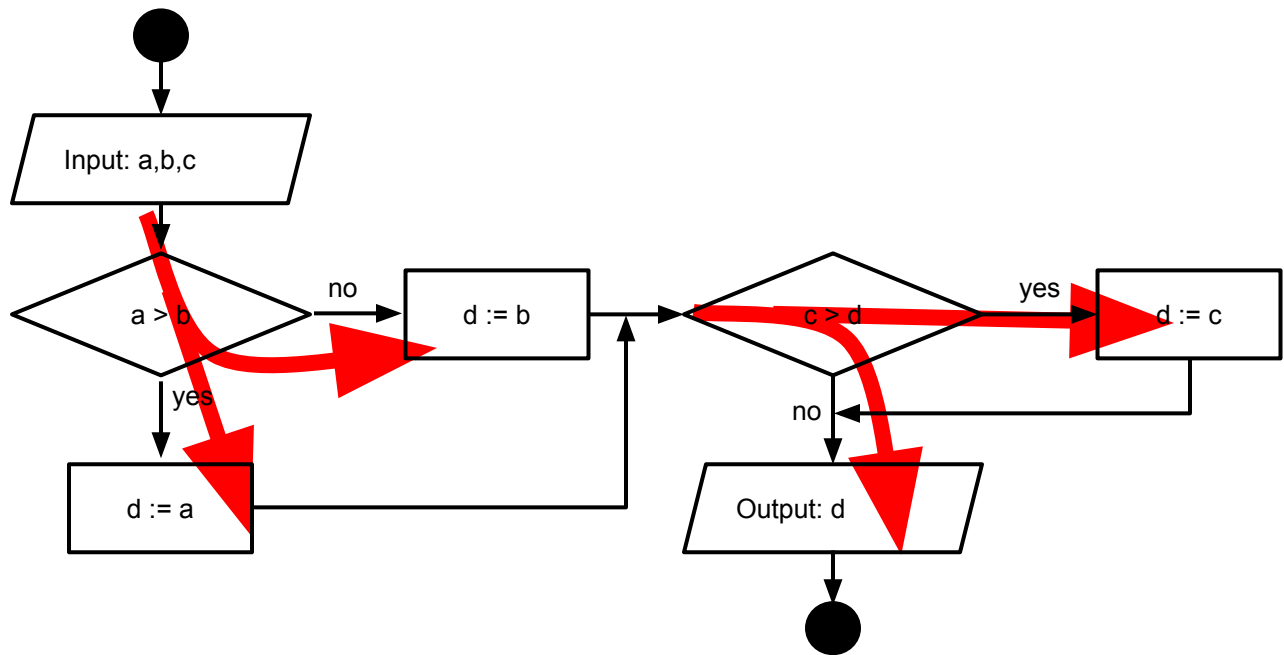 Input: a,b,c
a > b
no
d := b
yes
d := a
c > d
yes
d := c
no
Output: d